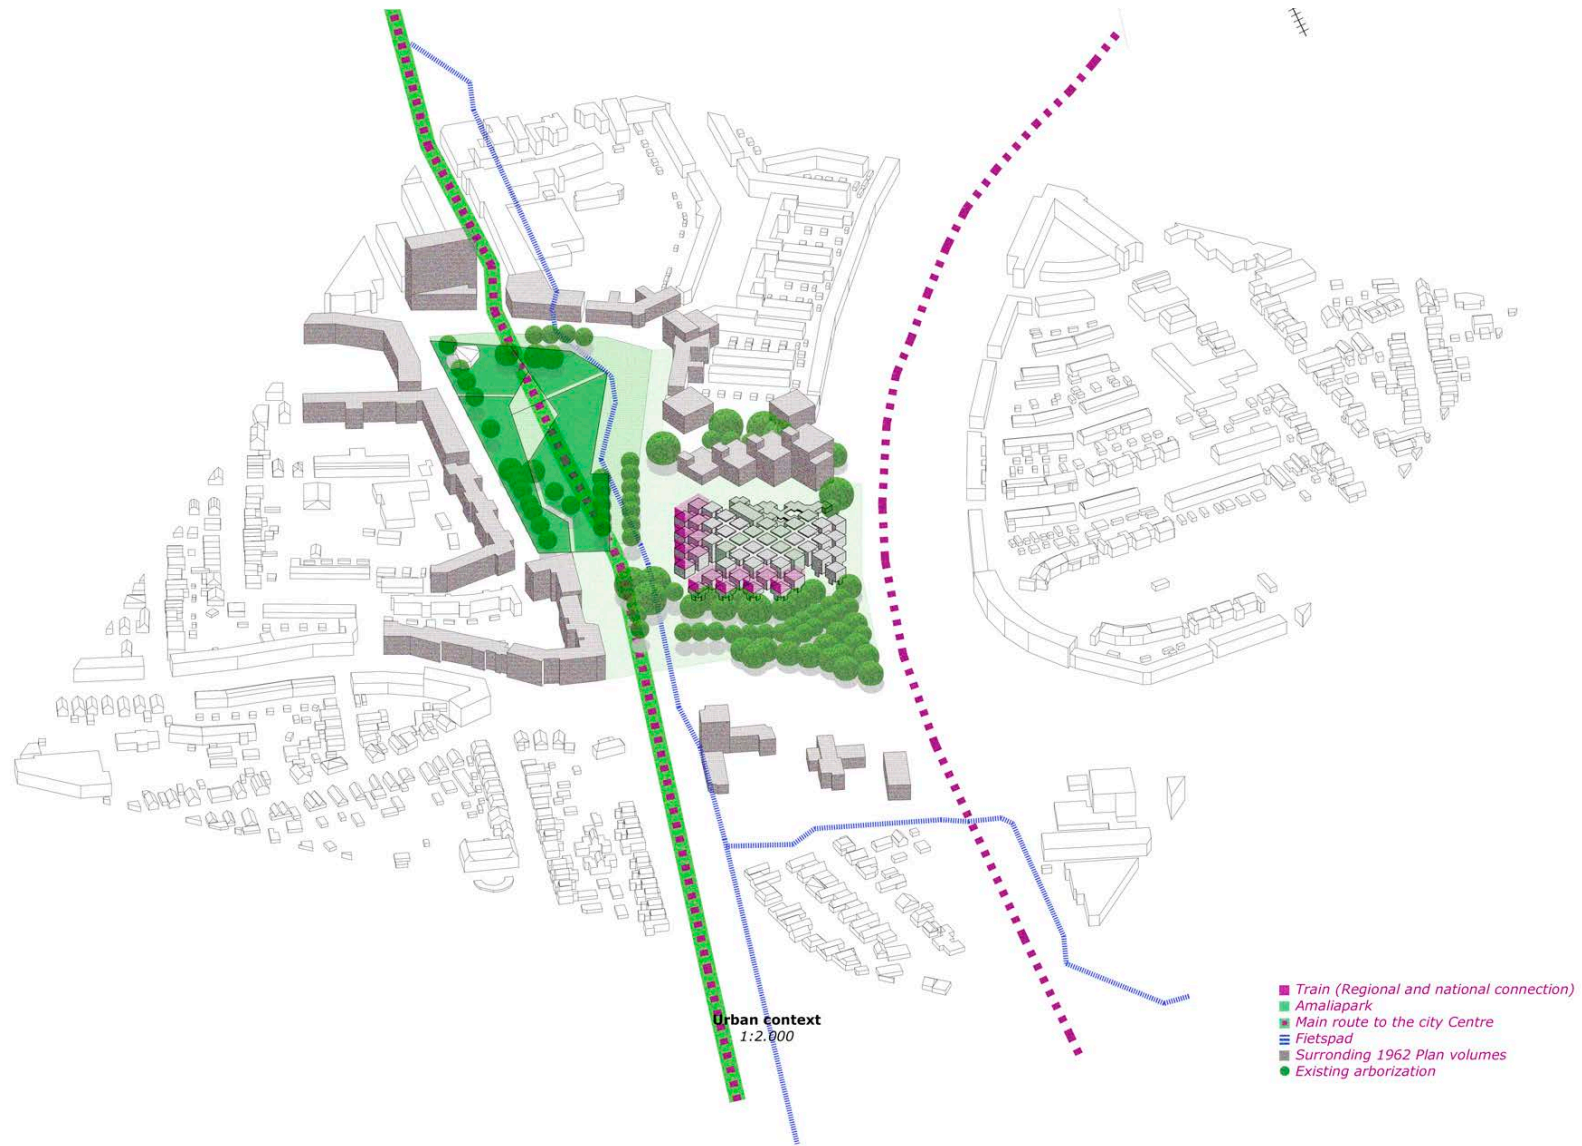 Urban context
1:2.000
Train (Regional and national connection)
Amaliapark
Main route to the city Centre
Fietspad
Surronding 1962 Plan volumes
Existing arborization